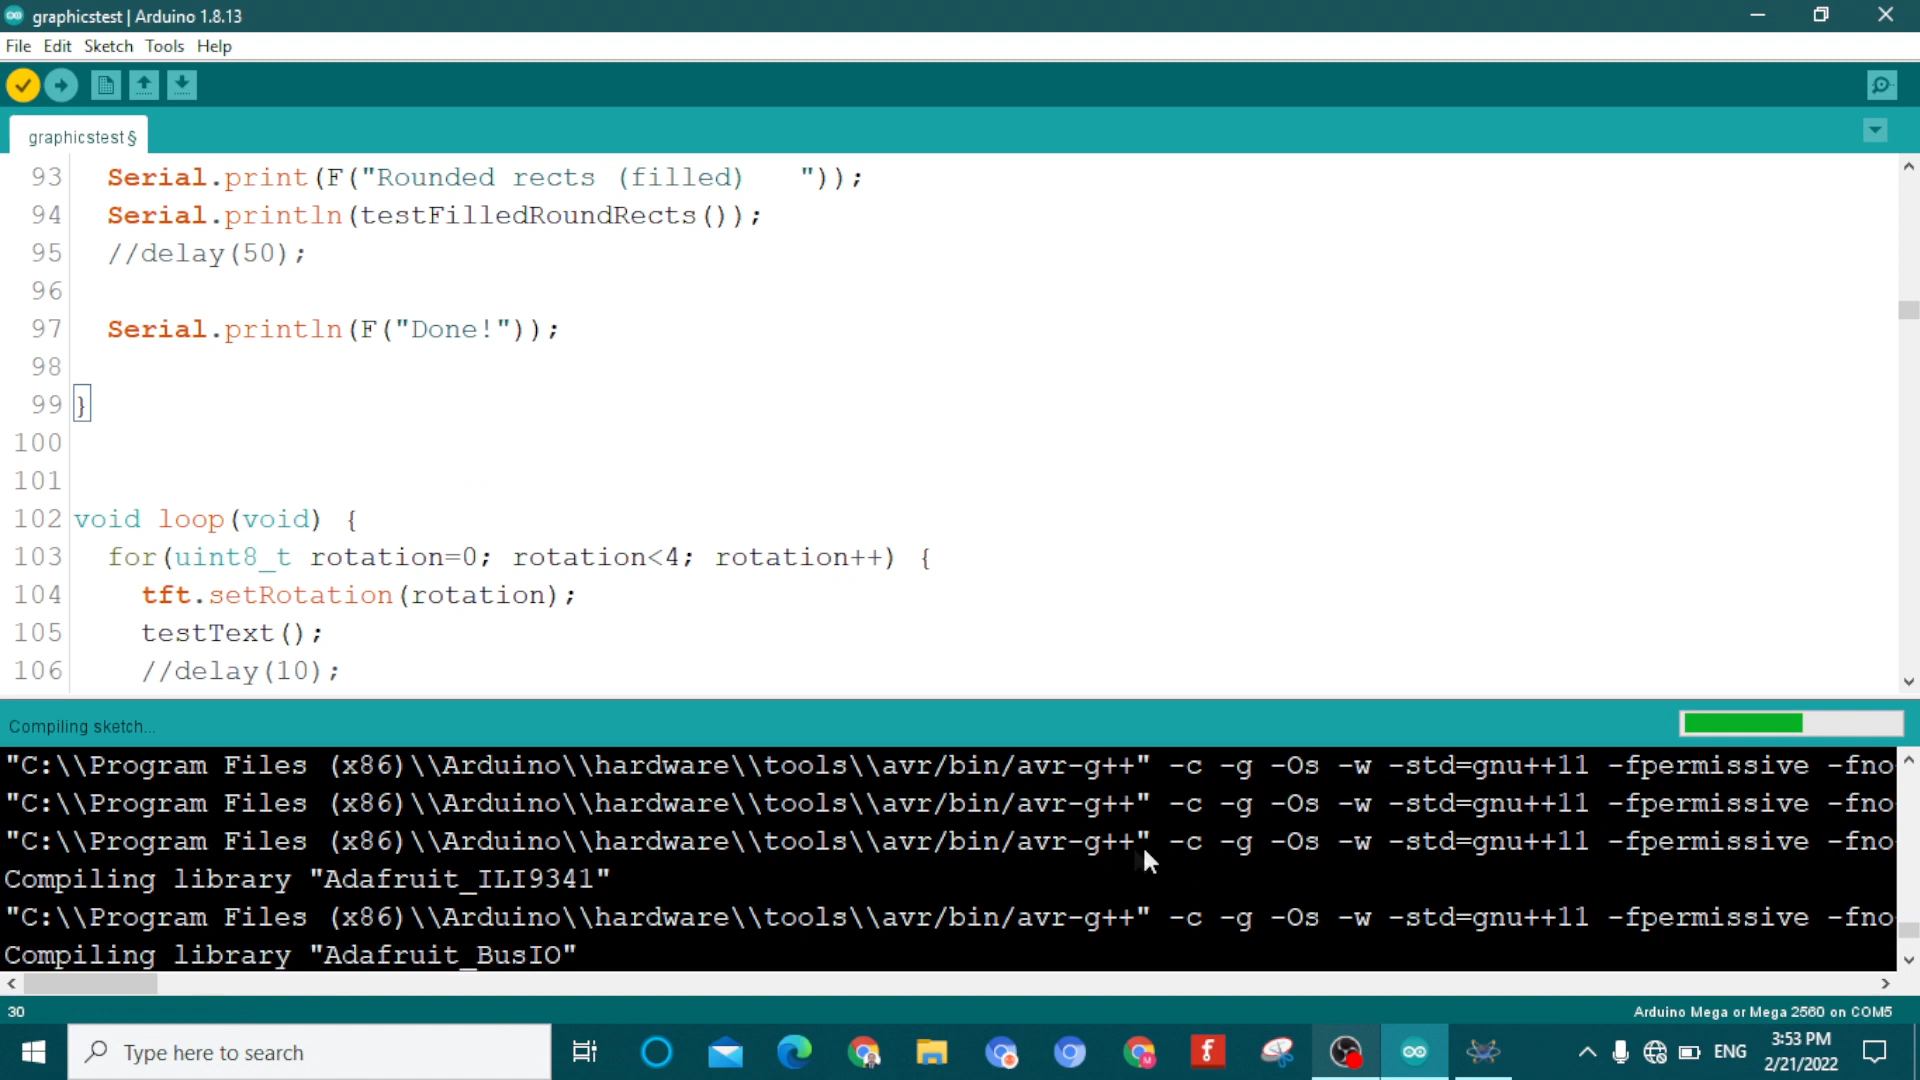 graphicstest | Arduino 1.8.13
File Edit Sketch Tools Help
graphicstest§
93 Serial.print(F("Rounded rects (filled)   "));
94 Serial.println(testFilledRoundRects());
95 //delay(50);
96
97 Serial.println(F("Done!"));
98
99 }
100
101
102 void loop(void) {
103 for(uint8_t rotation=0; rotation<4; rotation++) {
104 tft.setRotation(rotation);
105 testText();
106 //delay(10);
Compiling sketch...
"C:\\Program Files (x86)\\Arduino\\hardware\\tools\\avr/bin/avr-g++" -c -g -Os -w -std=gnu++11 -fpermissive -fno
"C:\\Program Files (x86)\\Arduino\\hardware\\tools\\avr/bin/avr-g++" -c -g -Os -w -std=gnu++11 -fpermissive -fno
"C:\\Program Files (x86)\\Arduino\\hardware\\tools\\avr/bin/avr-g++" -c -g -Os -w -std=gnu++11 -fpermissive -fno
Compiling library "Adafruit_ILI9341"
"C:\\Program Files (x86)\\Arduino\\hardware\\tools\\avr/bin/avr-g++" -c -g -Os -w -std=gnu++11 -fpermissive -fno
Compiling library "Adafruit_BusIO"
30
Arduino Mega or Mega 2560 on COM5
Type here to search
ENG
3:53 PM
2/21/2022